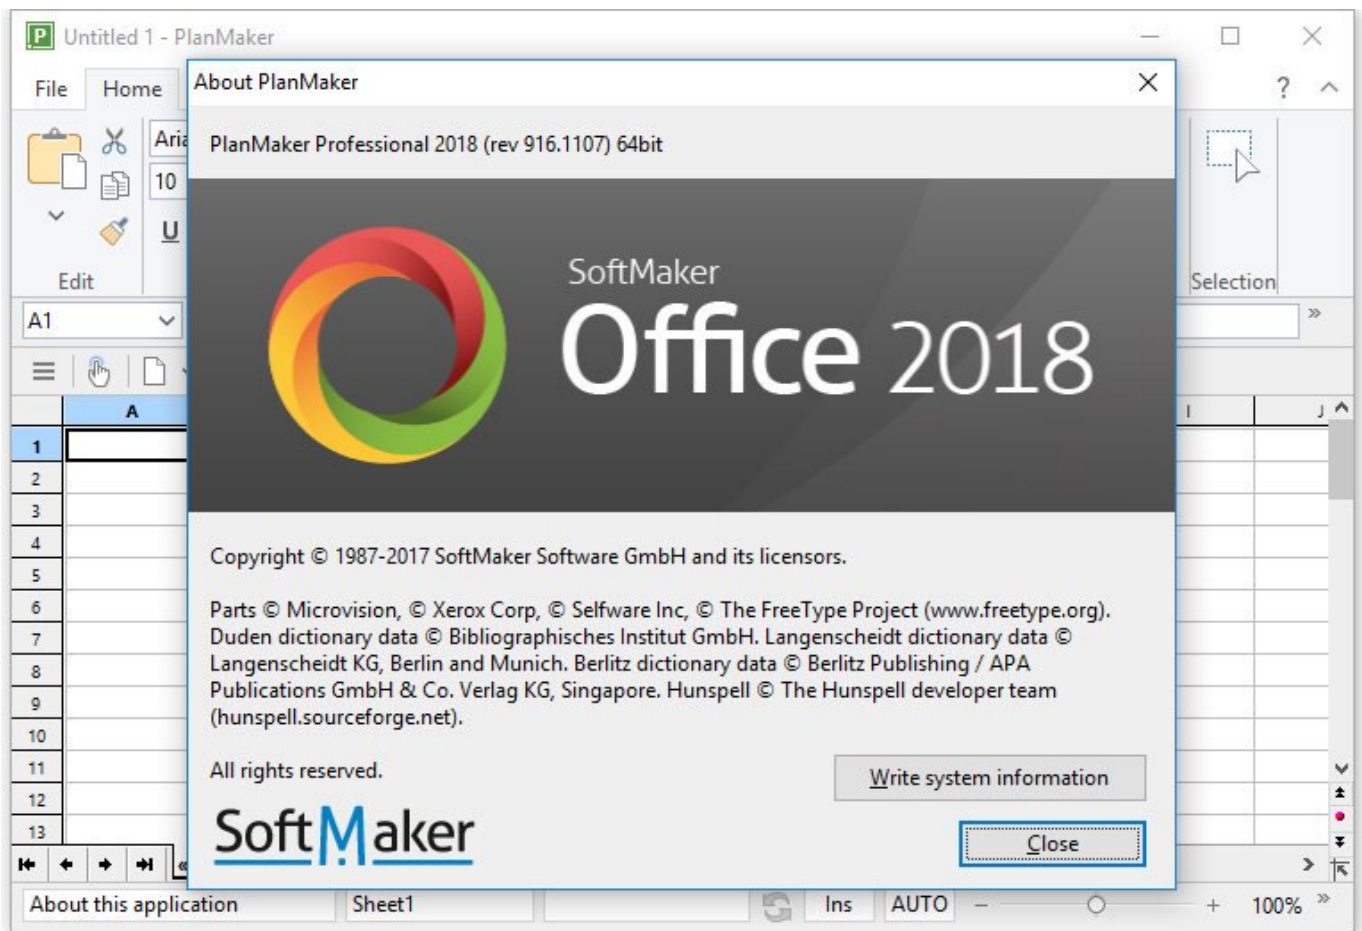 Untitled 1 - PlanMaker
File Home ?
About PlanMaker
PlanMaker Professional 2018 (rev 916.1107) 64bit
Aria
10
U
Edit
Selection
A1
SoftMaker
Office 2018
A I J
1
2
3
4
5
6
7
8
9
10
11
12
13
Copyright © 1987-2017 SoftMaker Software GmbH and its licensors.
Parts © Microvision, © Xerox Corp, © Selfware Inc, © The FreeType Project (www.freetype.org).
Duden dictionary data © Bibliographisches Institut GmbH. Langenscheidt dictionary data ©
Langenscheidt KG, Berlin and Munich. Berlitz dictionary data © Berlitz Publishing / APA
Publications GmbH & Co. Verlag KG, Singapore. Hunspell © The Hunspell developer team
(hunspell.sourceforge.net).
All rights reserved.
Write system information
SoftMaker
Close
About this application Sheet1 Ins AUTO − + 100% »